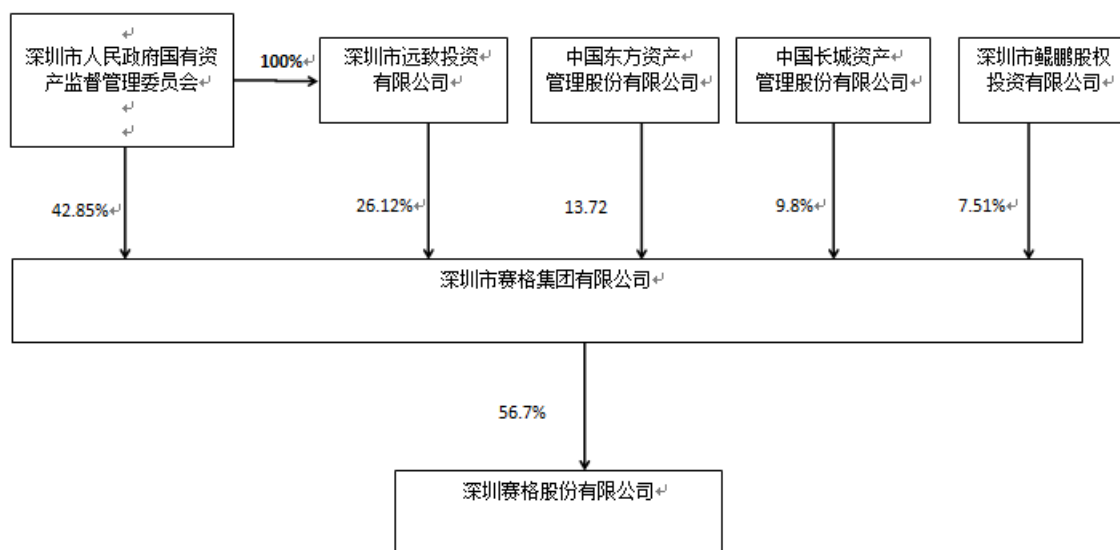 深圳市人民政府国有资
产监督管理委员会
100%
深圳市远致投资
有限公司
中国东方资产
管理股份有限公司
中国长城资产
管理股份有限公司
深圳市鲲鹏股权
投资有限公司
42.85%
26.12%
13.72
9.8%
7.51%
深圳市赛格集团有限公司
56.7%
深圳赛格股份有限公司